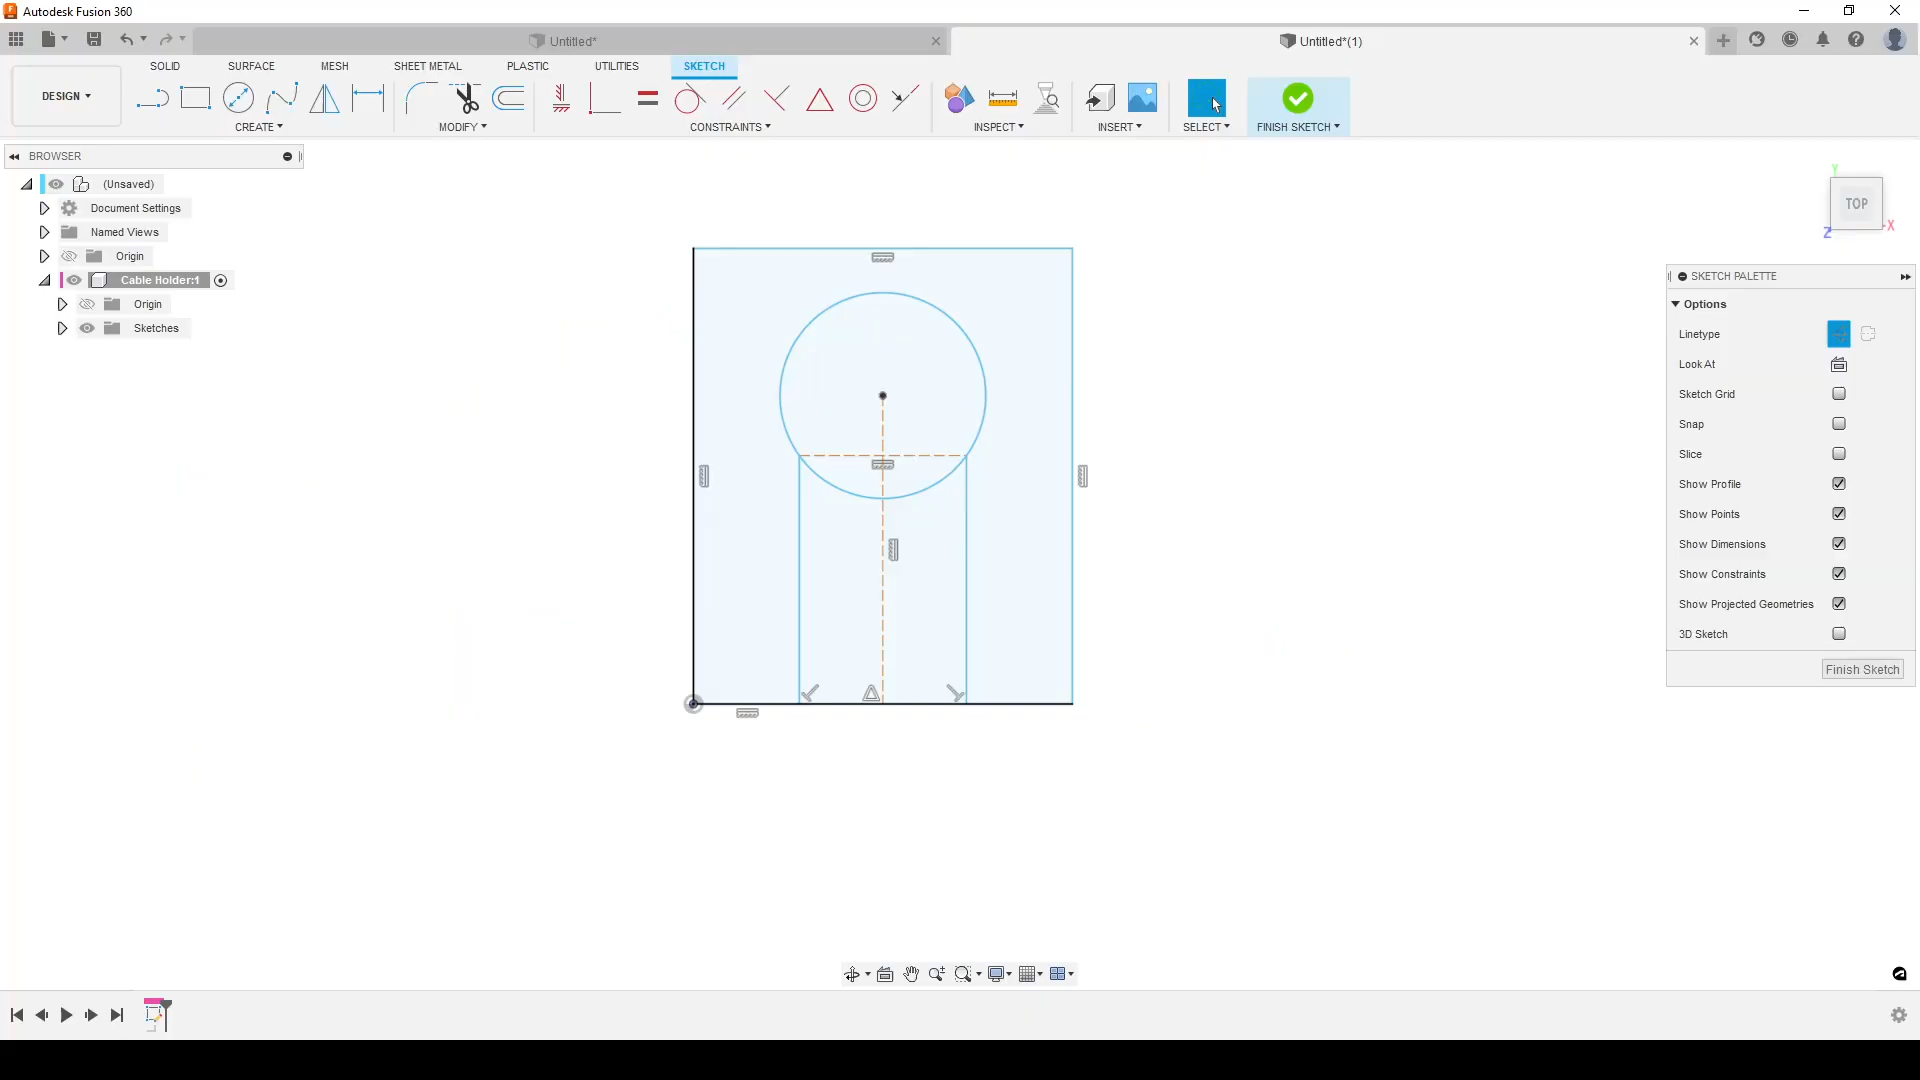 Autodesk Fusion 360
Untitled*
Untitled*(1)
SOLID SURFACE MESH SHEET METAL PLASTIC UTILITIES SKETCH
DESIGN
CREATE MODIFY CONSTRAINTS INSPECT INSERT SELECT FINISH SKETCH
BROWSER
(Unsaved)
Document Settings
Named Views
Origin
Cable Holder:1
Origin
Sketches
Y
TOP
X
Z
SKETCH PALETTE
Options
Linetype
Look At
Sketch Grid
Snap
Slice
Show Profile
Show Points
Show Dimensions
Show Constraints
Show Projected Geometries
3D Sketch
Finish Sketch